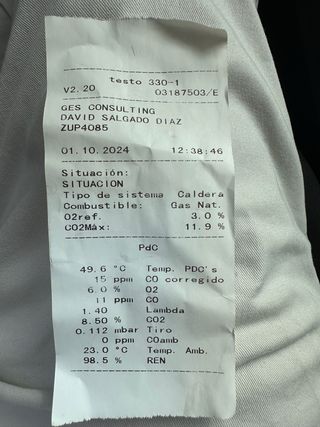 testo 330-1
V2.20 03187503/E
GES CONSULTING
DAVID SALGADO DIAZ
ZUP4085
01.10.2024 12:38:46
Situación:
SITUACION
Tipo de sistema Caldera
Combustible: Gas Nat.
O2ref. 3.0 %
CO2Máx: 11.9 %
PdC
49.6 °C Temp. PDC's
15 ppm CO corregido
6.0 % O2
11 ppm CO
1.40 Lambda
8.50 % CO2
0.112 mbar Tiro
0 ppm COamb
23.0 °C Temp. Amb.
98.5 % REN